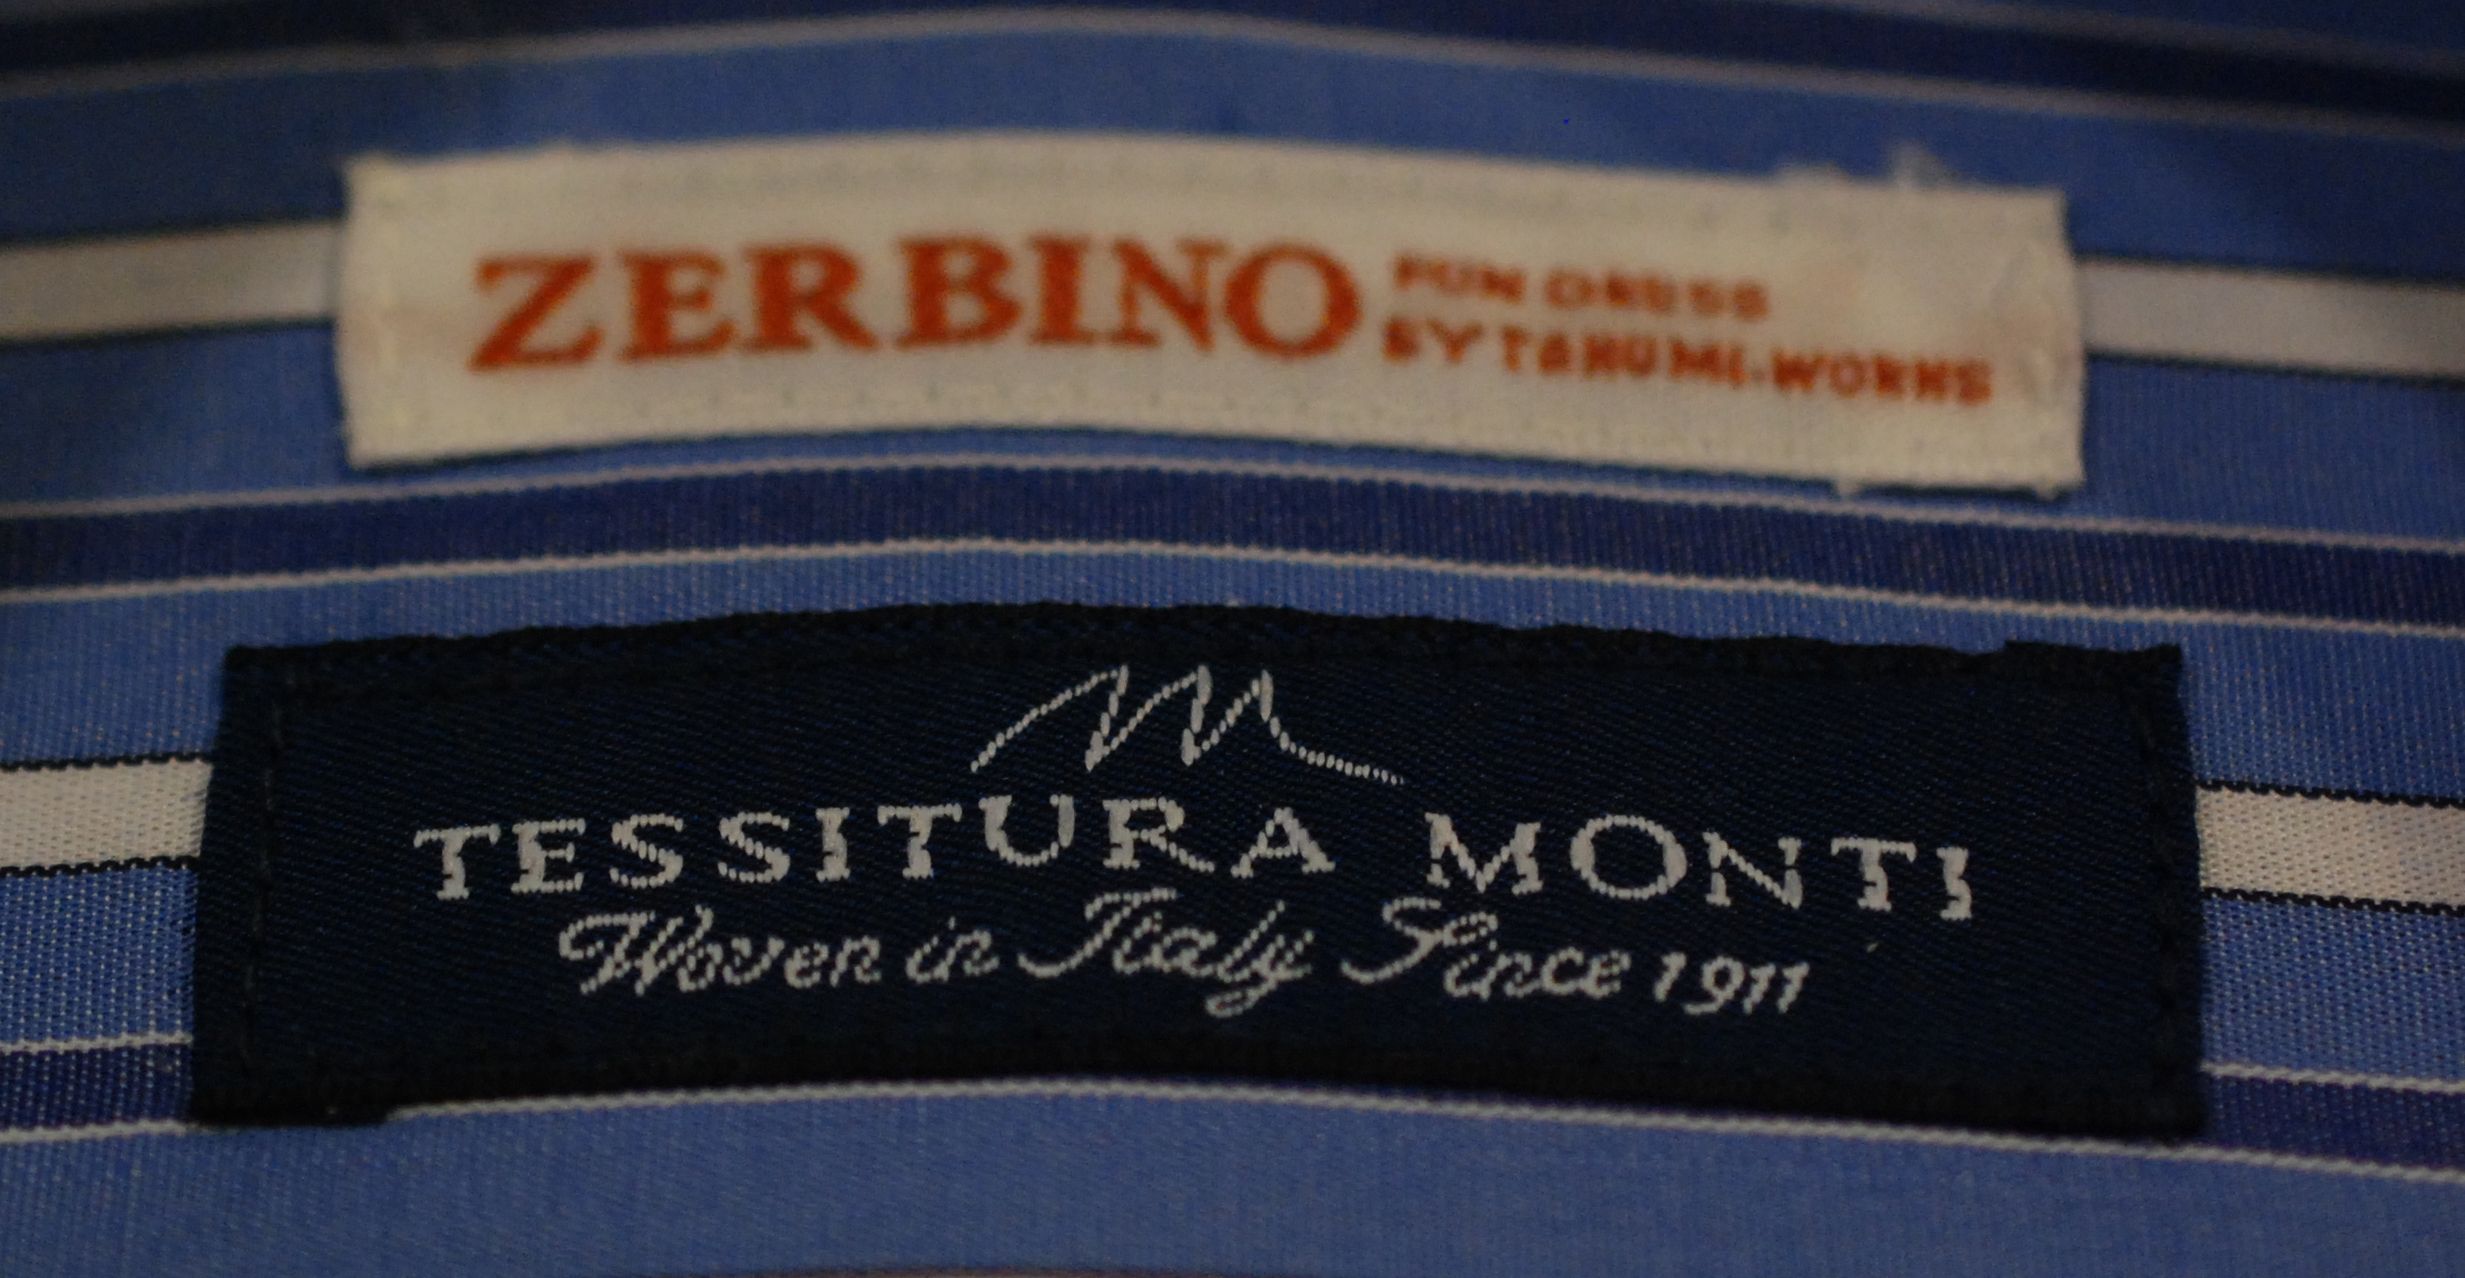 ZERBINO
FUN DRESS
BY TAKUMI-WORKS
TESSITURA MONTI
Woven in Italy Since 1911